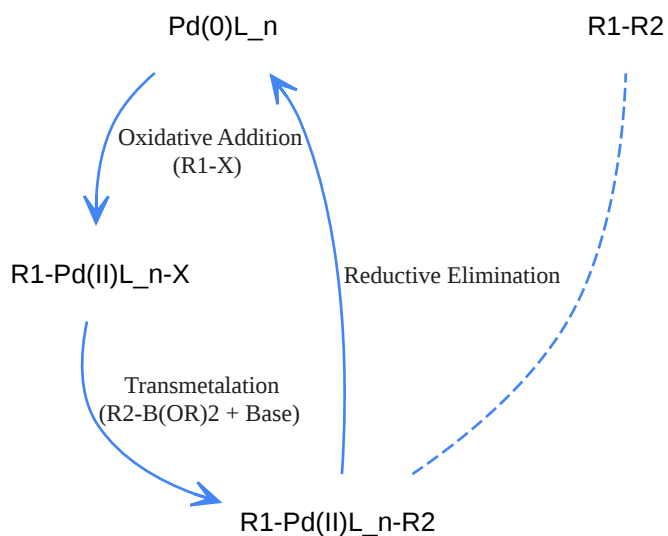 Pd(0)L_n
R1-R2
Oxidative Addition
(R1-X)
R1-Pd(II)L_n-X
Reductive Elimination
Transmetalation
(R2-B(OR)2 + Base)
R1-Pd(II)L_n-R2